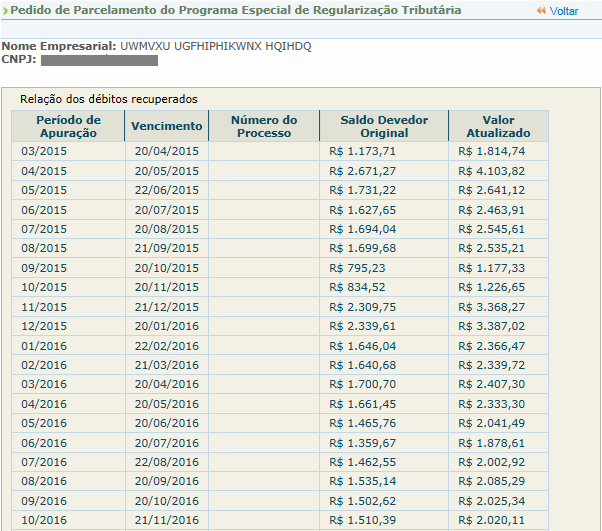 Pedido de Parcelamento do Programa Especial de Regularização Tributária
Voltar
Nome Empresarial: UWMVXU UGFHIPHIKWNX HQIHDQ
CNPJ:
Relação dos débitos recuperados
Período de Apuração Vencimento Número do Processo Saldo Devedor Original Valor Atualizado
03/2015 20/04/2015 R$ 1.173,71 R$ 1.814,74
04/2015 20/05/2015 R$ 2.671,27 R$ 4.103,82
05/2015 22/06/2015 R$ 1.731,22 R$ 2.641,12
06/2015 20/07/2015 R$ 1.627,65 R$ 2.463,91
07/2015 20/08/2015 R$ 1.694,04 R$ 2.545,61
08/2015 21/09/2015 R$ 1.699,68 R$ 2.535,21
09/2015 20/10/2015 R$ 795,23 R$ 1.177,33
10/2015 20/11/2015 R$ 834,52 R$ 1.226,65
11/2015 21/12/2015 R$ 2.309,75 R$ 3.368,27
12/2015 20/01/2016 R$ 2.339,61 R$ 3.387,02
01/2016 22/02/2016 R$ 1.646,04 R$ 2.366,47
02/2016 21/03/2016 R$ 1.640,68 R$ 2.339,72
03/2016 20/04/2016 R$ 1.700,70 R$ 2.407,30
04/2016 20/05/2016 R$ 1.661,45 R$ 2.333,30
05/2016 20/06/2016 R$ 1.465,76 R$ 2.041,49
06/2016 20/07/2016 R$ 1.359,67 R$ 1.878,61
07/2016 22/08/2016 R$ 1.462,55 R$ 2.002,92
08/2016 20/09/2016 R$ 1.535,14 R$ 2.085,29
09/2016 20/10/2016 R$ 1.502,62 R$ 2.025,34
10/2016 21/11/2016 R$ 1.510,39 R$ 2.020,11